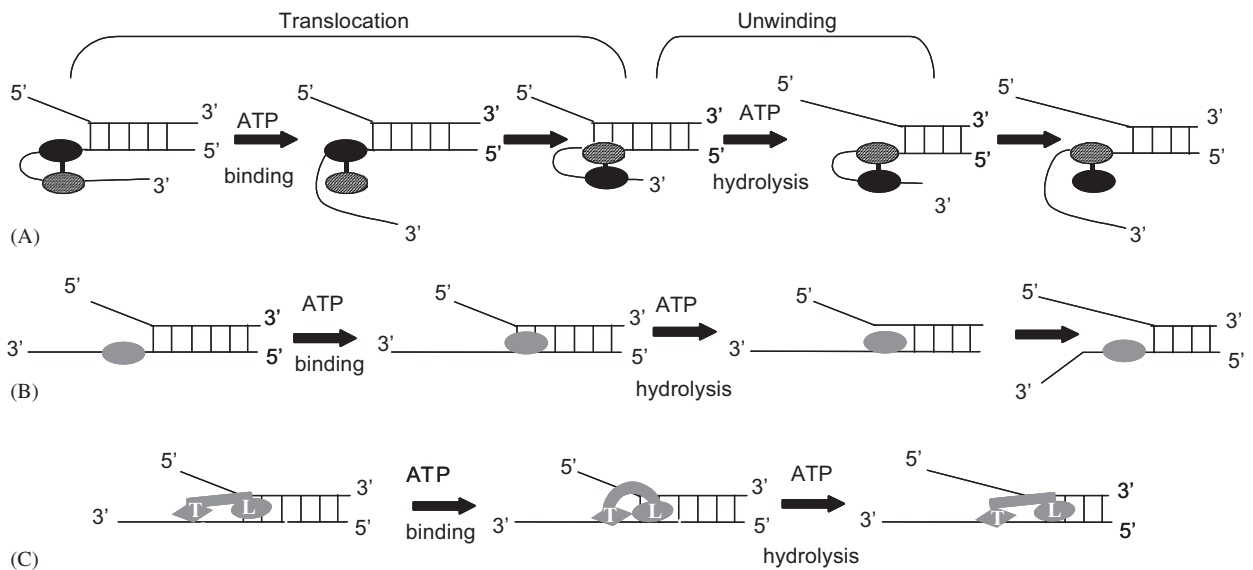 Translocation Unwinding
5' 5' 5' 5' 5'
3' ATP 3' 3' ATP 3' 3'
5' 5' 5' 5' 5'
binding hydrolysis
3' 3' 3' 3' 3'
(A)
5' ATP 5' ATP 5' 5'
3' 3' 3'
3' 5' binding 3' 5' 3' 5'
hydrolysis 3'
(B)
5' ATP 5' ATP 5'
3' 3' 3'
T L T L T L
3' 5' binding 3' 5' 3' 5'
hydrolysis
(C)